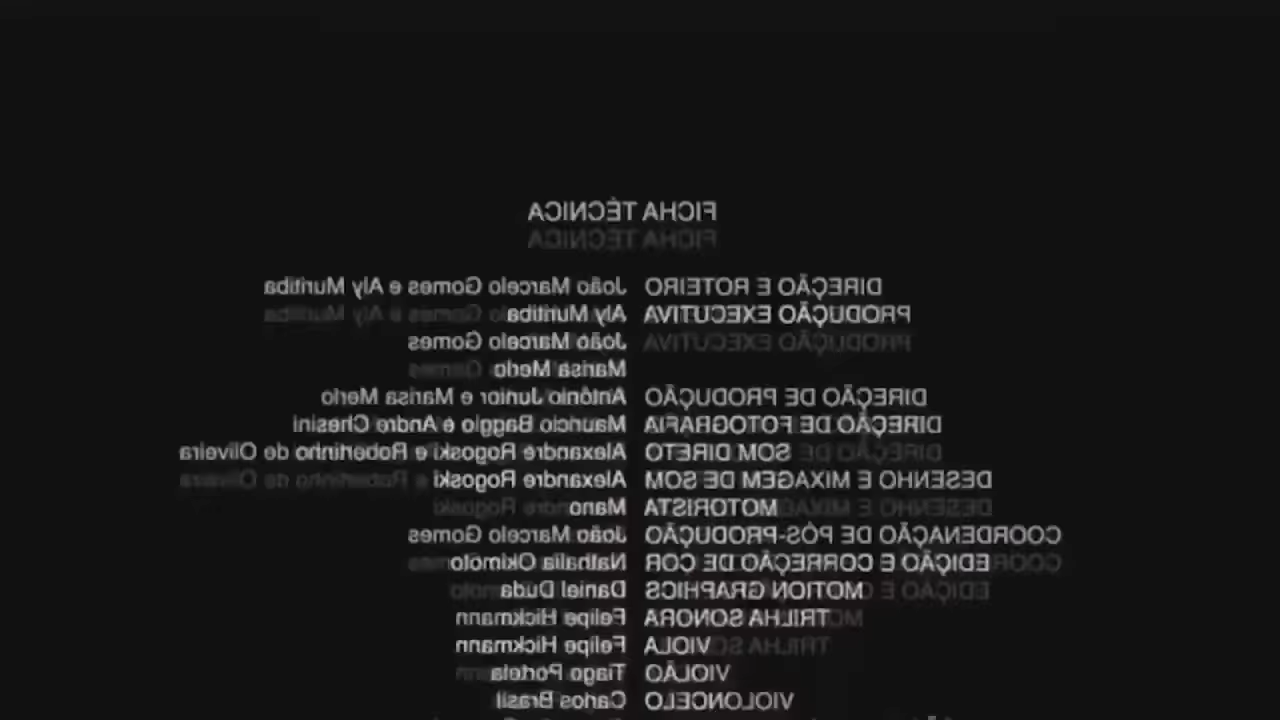 FICHA TÉCNICA
DIREÇÃO E ROTEIRO João Marcelo Gomes e Aly Muritiba
PRODUÇÃO EXECUTIVA Aly Muritiba
João Marcelo Gomes
Marisa Merlo
DIREÇÃO DE PRODUÇÃO Antônio Junior e Marisa Merlo
DIREÇÃO DE FOTOGRAFIA Mauricio Baggio e Andre Chesini
SOM DIRETO Alexandre Rogoski e Robertinho de Oliveira
DESENHO E MIXAGEM DE SOM Alexandre Rogoski
MOTORISTA Mano
COORDENAÇÃO DE PÓS-PRODUÇÃO João Marcelo Gomes
EDIÇÃO E CORREÇÃO DE COR Nathalia Okimoto
MOTION GRAPHICS Daniel Duda
TRILHA SONORA Felipe Hickmann
VIOLA Felipe Hickmann
VIOLÃO Tiago Portela
VIOLONCELO Carlos Brasil